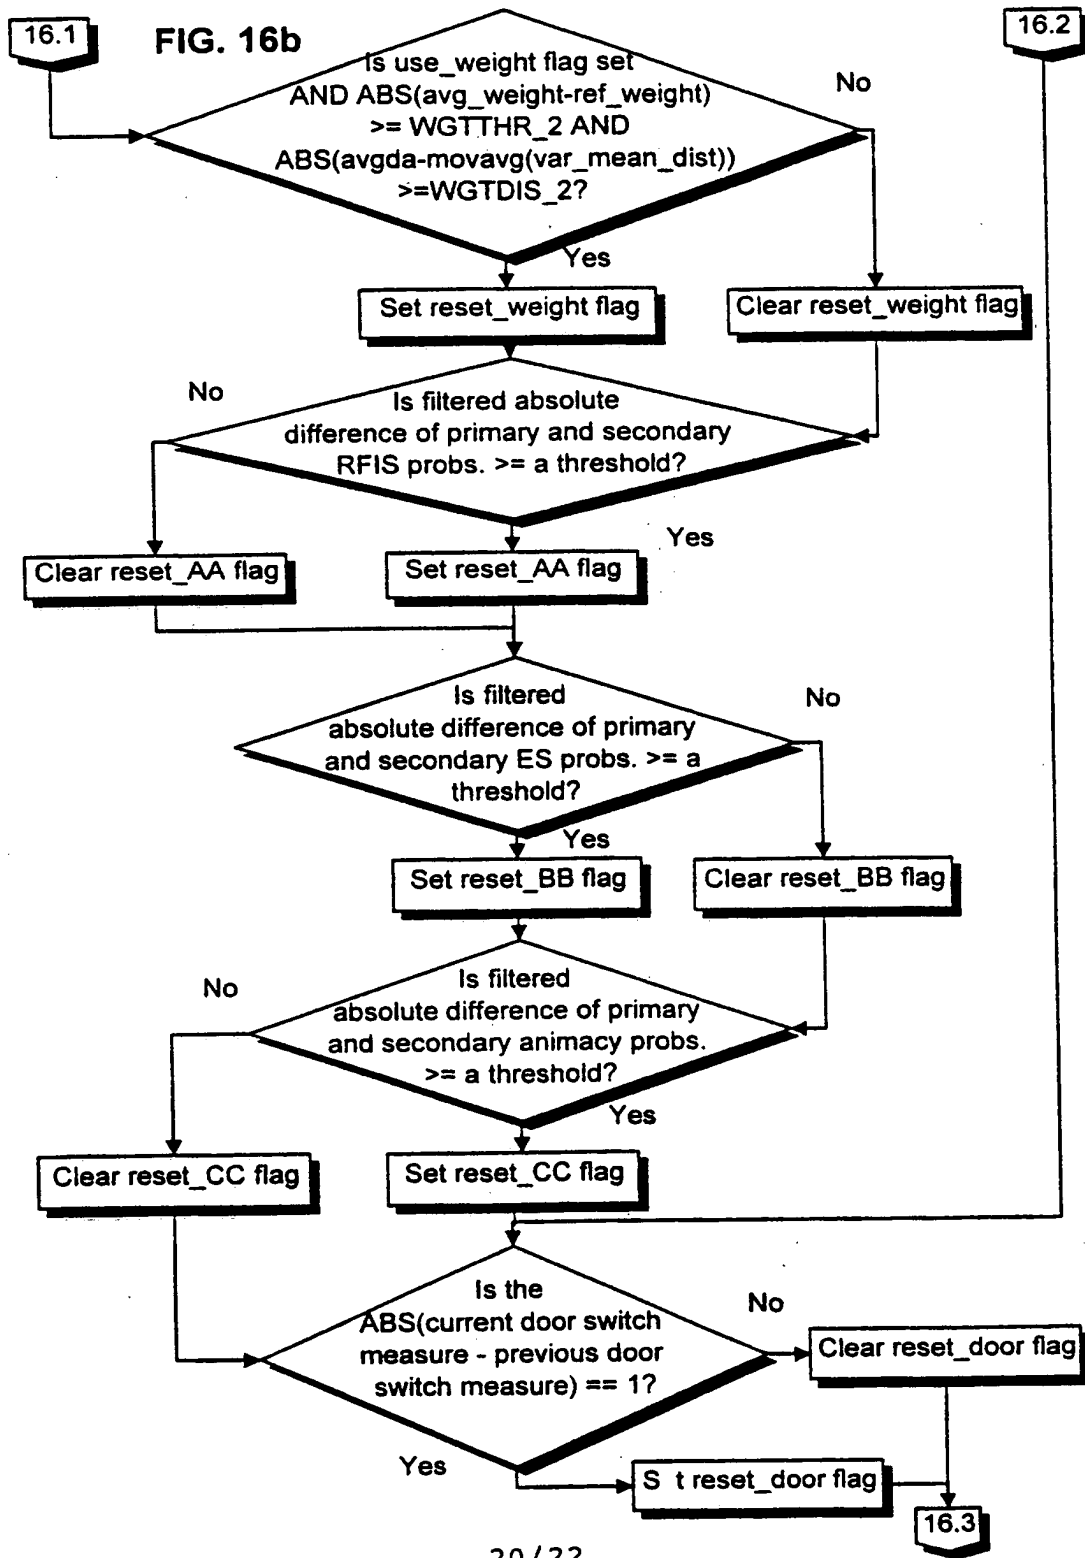 16.1
FIG. 16b
16.2
Is use_weight flag set
AND ABS(avg_weight-ref_weight)
>= WGTTHR_2 AND
ABS(avgda-movavg(var_mean_dist))
>=WGTDIS_2?
No
Yes
Set reset_weight flag
Clear reset_weight flag
No
Is filtered absolute
difference of primary and secondary
RFIS probs. >= a threshold?
Yes
Clear reset_AA flag
Set reset_AA flag
Is filtered
absolute difference of primary
and secondary ES probs. >= a
threshold?
No
Yes
Set reset_BB flag
Clear reset_BB flag
No
Is filtered
absolute difference of primary
and secondary animacy probs.
>= a threshold?
Yes
Clear reset_CC flag
Set reset_CC flag
Is the
ABS(current door switch
measure - previous door
switch measure) == 1?
No
Clear reset_door flag
Yes
S t reset_door flag
16.3
20/22